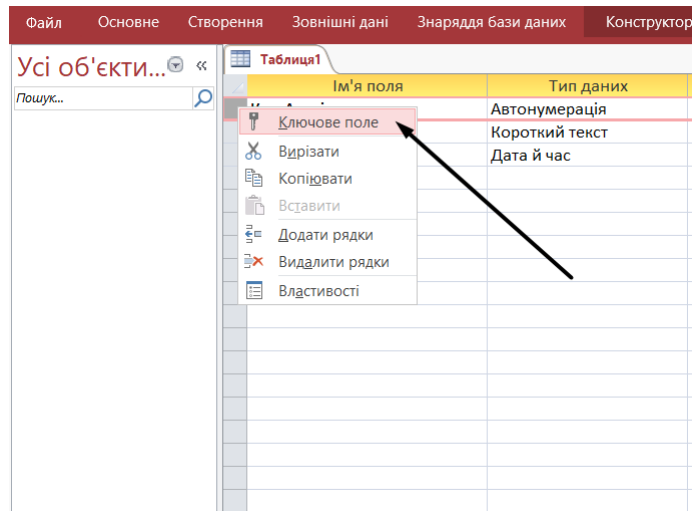 Файл Основне Створення Зовнішні дані Знаряддя бази даних Конструктор
Усі об'єкти... «
Пошук...
Таблиця1
Ім'я поля Тип даних
Автонумерація
Короткий текст
Дата й час
Ключове поле
Вирізати
Копіювати
Вставити
Додати рядки
Видалити рядки
Властивості